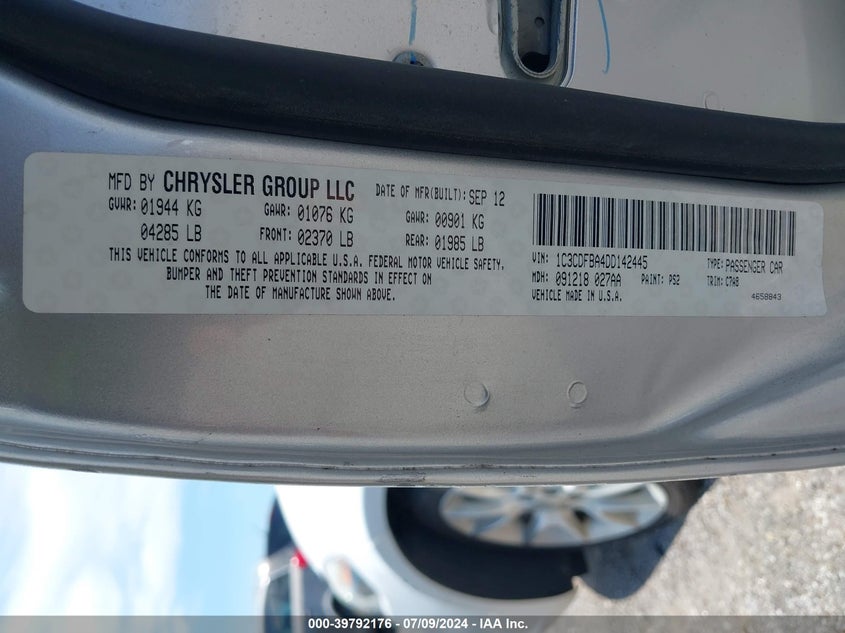 MFD BY CHRYSLER GROUP LLC DATE OF MFR(BUILT): SEP 12
GVWR: 01944 KG GAWR: 01076 KG GAWR: 00901 KG
04285 LB FRONT: 02370 LB REAR: 01985 LB
THIS VEHICLE CONFORMS TO ALL APPLICABLE U.S.A. FEDERAL MOTOR VEHICLE SAFETY,
BUMPER AND THEFT PREVENTION STANDARDS IN EFFECT ON
THE DATE OF MANUFACTURE SHOWN ABOVE.
VIN: 1C3CDFBA4DD142445 TYPE: PASSENGER CAR
MDH: 091218 027AA PAINT: PS2 TRIM: C7A8
VEHICLE MADE IN U.S.A. 4658843
000-39792176 - 07/09/2024 - IAA Inc.